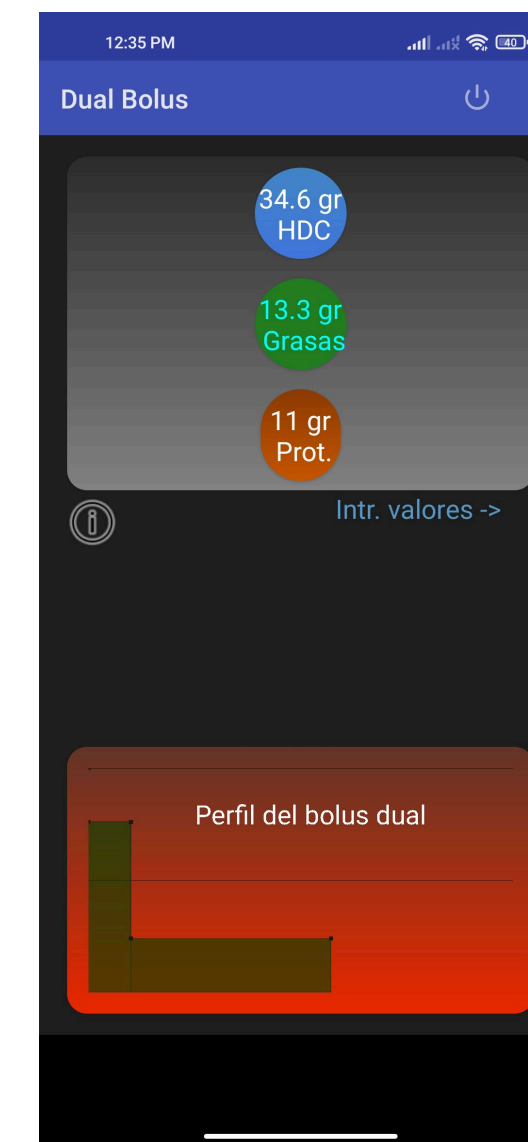 12:35 PM
40
Dual Bolus
34.6 gr
HDC
13.3 gr
Grasas
11 gr
Prot.
Intr. valores ->
Perfil del bolus dual